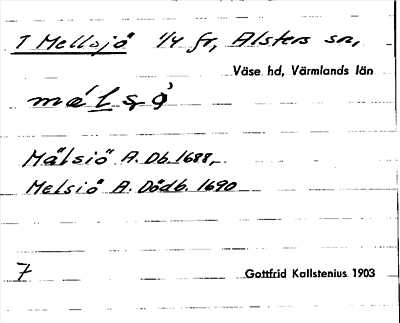 1 Mellsjö 1/4 fr, Alsters sn,
Väse hd, Värmlands län
Mälsiö A. Db. 1688,
Melsiö A. Dödb. 1690
7
Gottfrid Kallstenius 1903